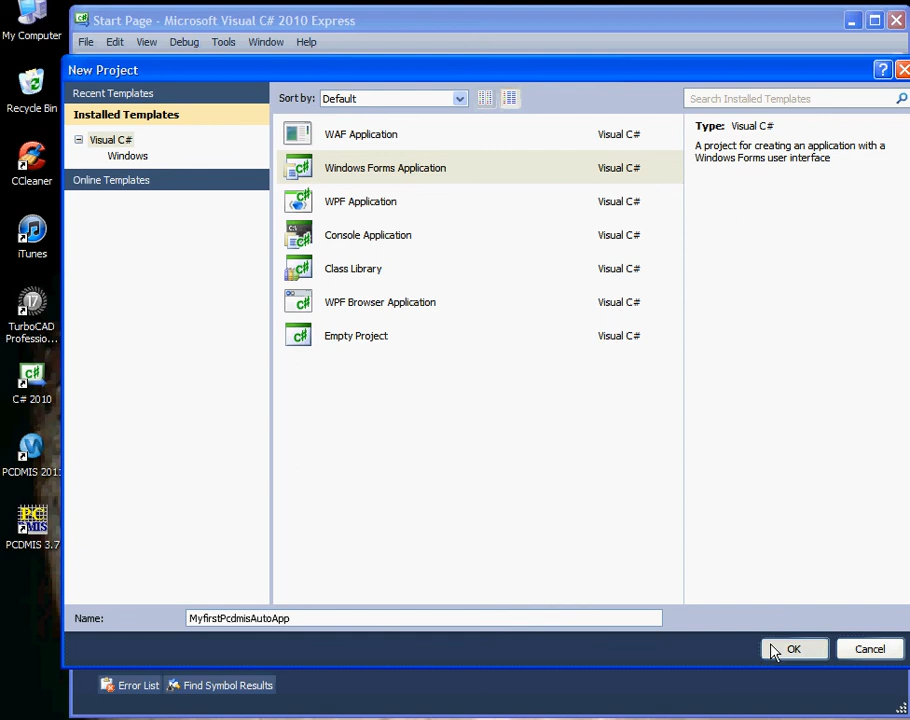 My Computer
Start Page - Microsoft Visual C# 2010 Express
File Edit View Debug Tools Window Help
New Project
Recent Templates
Sort by: Default
Search Installed Templates
Installed Templates
Visual C#
Windows
Online Templates
WAF Application Visual C#
Windows Forms Application Visual C#
WPF Application Visual C#
Console Application Visual C#
Class Library Visual C#
WPF Browser Application Visual C#
Empty Project Visual C#
Type: Visual C#
A project for creating an application with a
Windows Forms user interface
Recycle Bin
CCleaner
iTunes
TurboCAD
Professio...
C# 2010
PCDMIS 201
PC
DMIS
PCDMIS 3.7
Name: MyfirstPcdmisAutoApp
OK Cancel
Error List Find Symbol Results